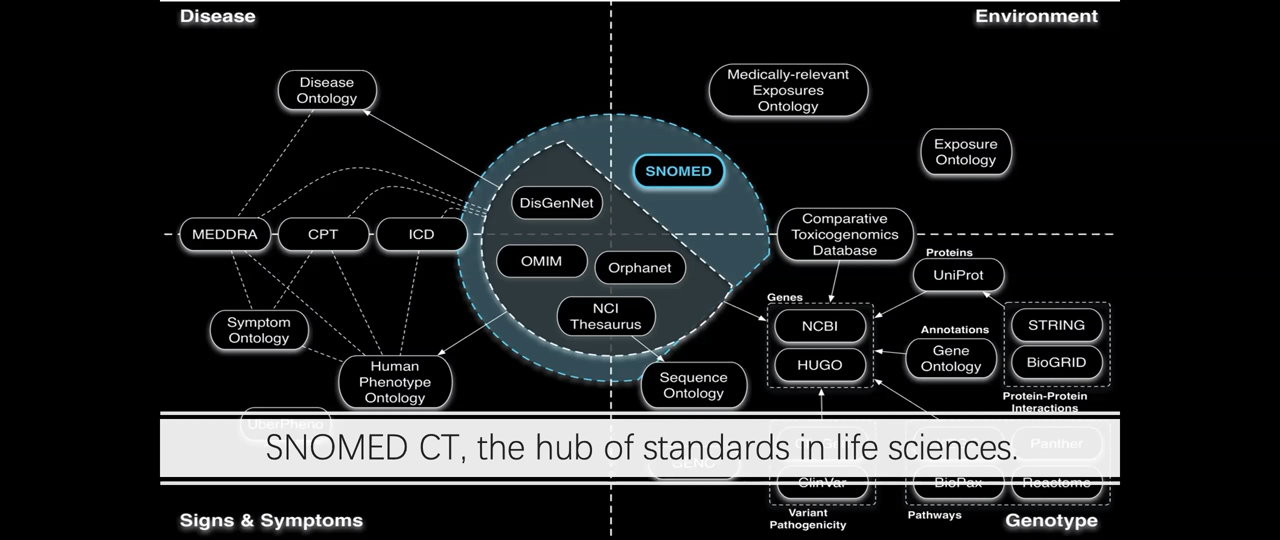 Disease
Environment
Disease
Ontology
Medically-relevant
Exposures
Ontology
Exposure
Ontology
SNOMED
DisGenNet
MEDDRA
CPT
ICD
Comparative
Toxicogenomics
Database
OMIM
Orphanet
Proteins
UniProt
NCI
Thesaurus
Genes
NCBI
HUGO
STRING
BioGRID
Annotations
Gene
Ontology
Protein-Protein
Interactions
Symptom
Ontology
Human
Phenotype
Ontology
Sequence
Ontology
UberPheno
SNOMED CT, the hub of standards in life sciences.
Panther
ClinVar
BioPax
Reactome
Variant
Pathogenicity
Pathways
Signs & Symptoms
Genotype